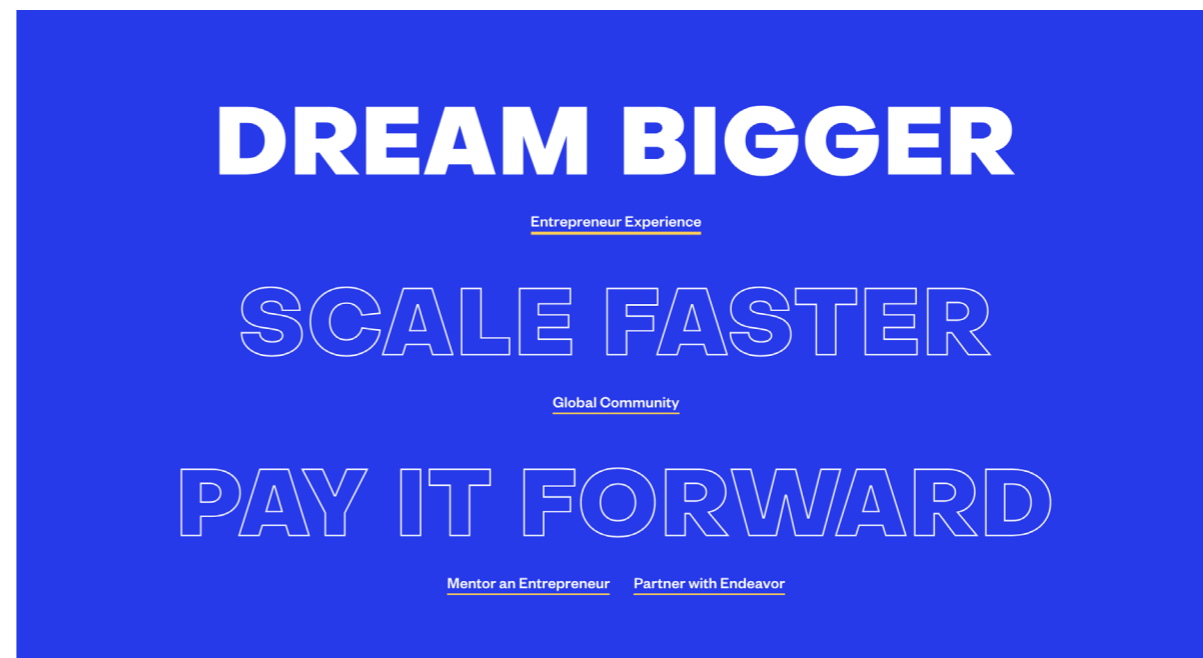 DREAM BIGGER
Entrepreneur Experience
SCALE FASTER
Global Community
PAY IT FORWARD
Mentor an Entrepreneur Partner with Endeavor